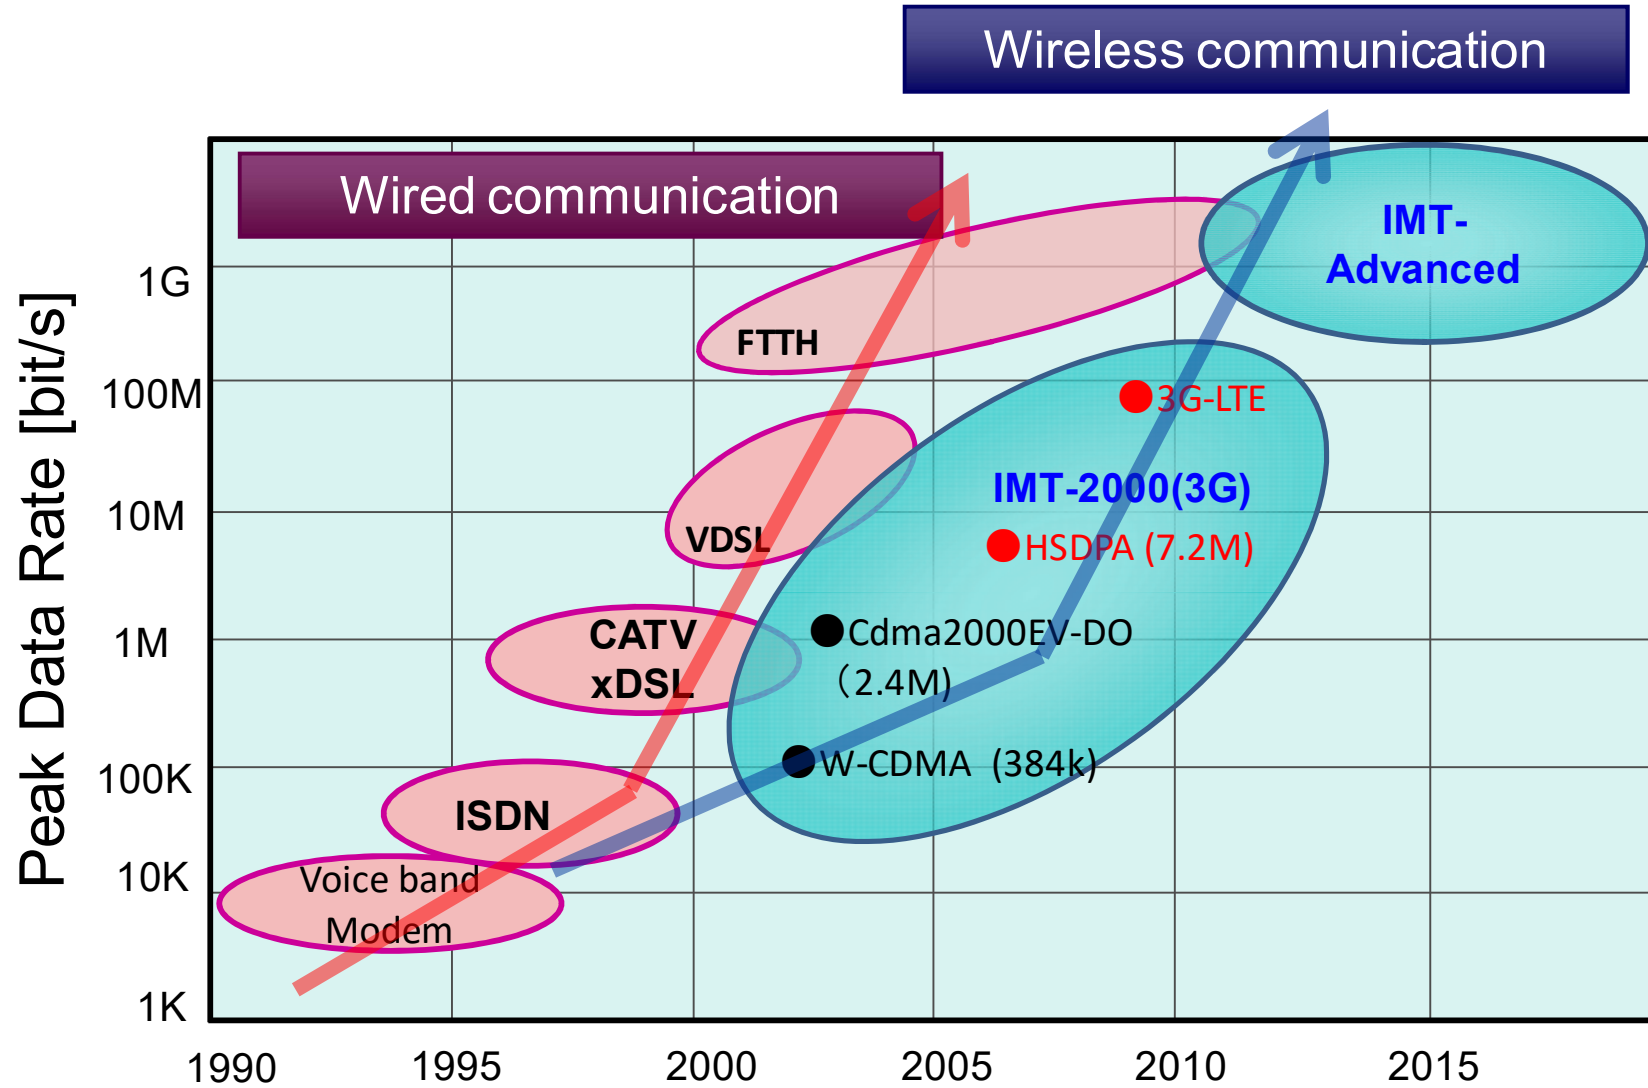 Wireless communication
Wired communication
Peak Data Rate [bit/s]
1G
100M
10M
1M
100K
10K
1K
IMT-
Advanced
FTTH
3G-LTE
IMT-2000(3G)
VDSL
HSDPA (7.2M)
CATV
xDSL
Cdma2000EV-DO
（2.4M)
W-CDMA (384k)
ISDN
Voice band
Modem
1990
1995
2000
2005
2010
2015